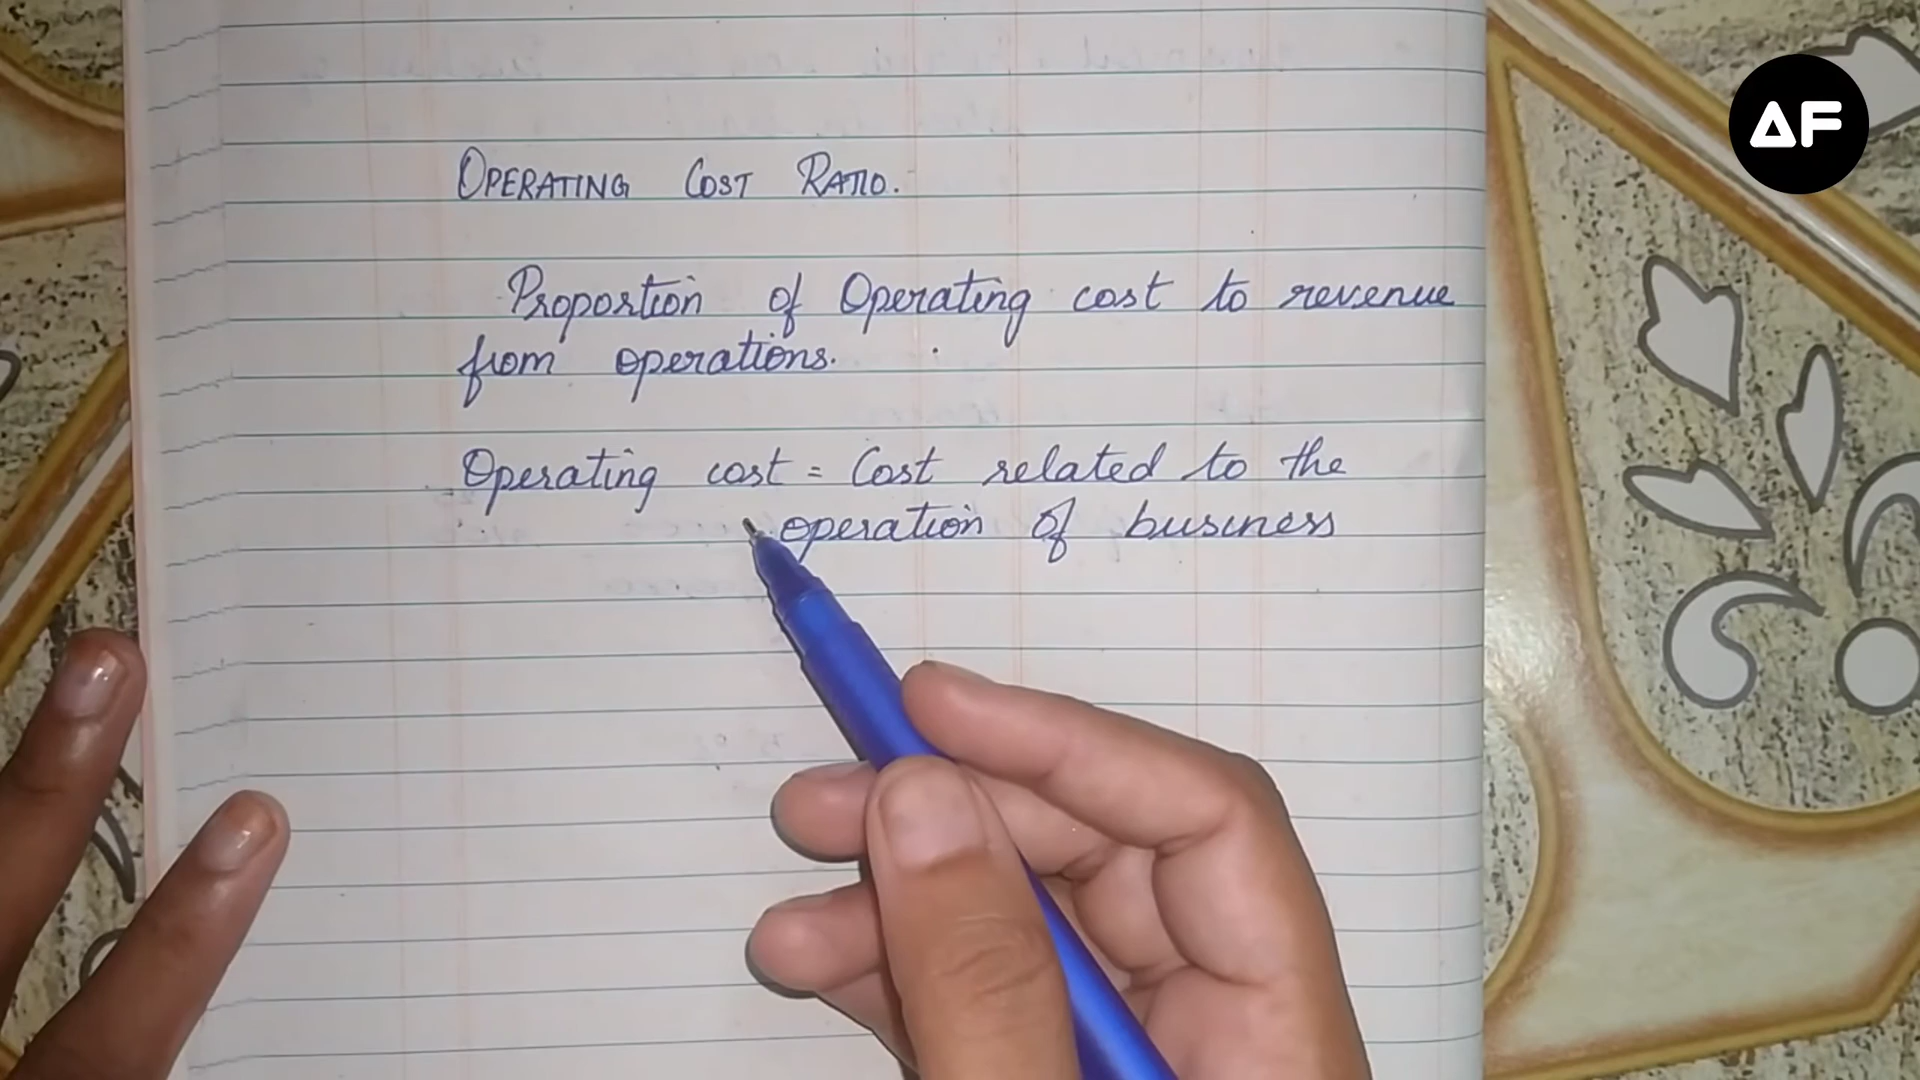 AF
OPERATING COST RATIO.
Proportion of Operating cost to revenue
from operations.
Operating cost = Cost related to the
operation of business